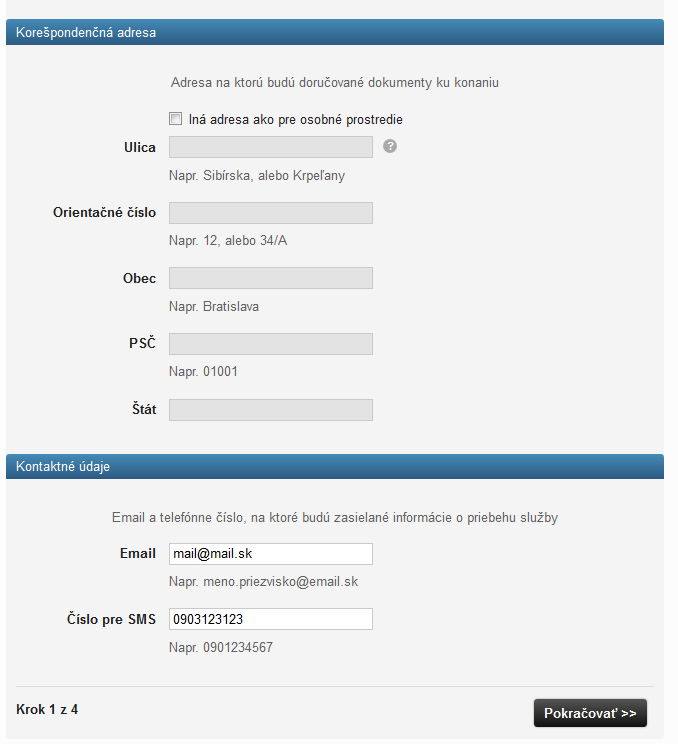 Korešpondenčná adresa
Adresa na ktorú budú doručované dokumenty ku konaniu
Iná adresa ako pre osobné prostredie
Ulica
?
Napr. Sibírska, alebo Krpeľany
Orientačné číslo
Napr. 12, alebo 34/A
Obec
Napr. Bratislava
PSČ
Napr. 01001
Štát
Kontaktné údaje
Email a telefónne číslo, na ktoré budú zasielané informácie o priebehu služby
Email mail@mail.sk
Napr. meno.priezvisko@email.sk
Číslo pre SMS 0903123123
Napr. 0901234567
Krok 1 z 4 Pokračovať >>